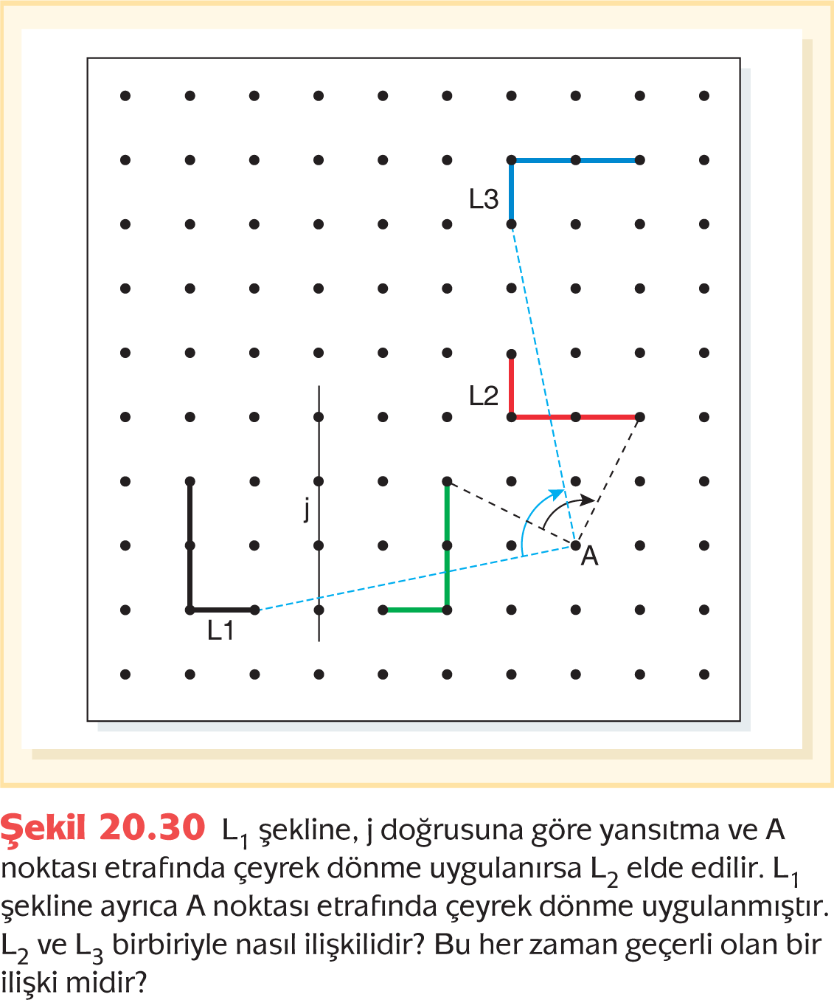 L3
L2
j
A
L1
Şekil 20.30 L₁ şekline, j doğrusuna göre yansıtma ve A
noktası etrafında çeyrek dönme uygulanırsa L₂ elde edilir. L₁
şekline ayrıca A noktası etrafında çeyrek dönme uygulanmıştır.
L₂ ve L₃ birbiriyle nasıl ilişkilidir? Bu her zaman geçerli olan bir
ilişki midir?